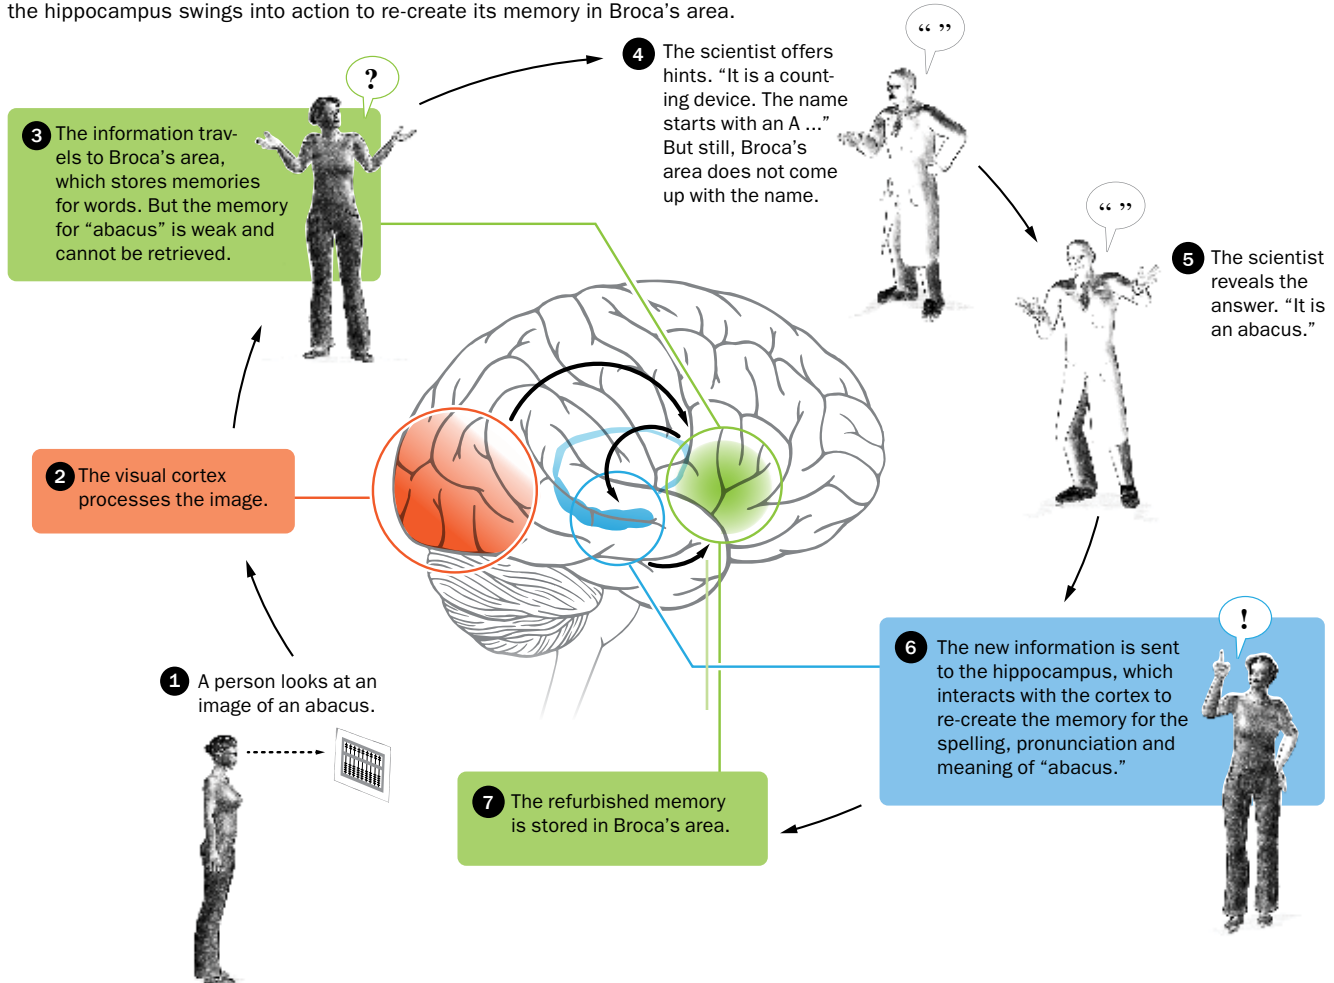 the hippocampus swings into action to re-create its memory in Broca’s area.
1 A person looks at an
image of an abacus.
2 The visual cortex
processes the image.
3 The information trav-
els to Broca’s area,
which stores memories
for words. But the memory
for “abacus” is weak and
cannot be retrieved.
?
4 The scientist offers
hints. “It is a count-
ing device. The name
starts with an A ...”
But still, Broca’s
area does not come
up with the name.
“ ”
5 The scientist
reveals the
answer. “It is
an abacus.”
“ ”
6 The new information is sent
to the hippocampus, which
interacts with the cortex to
re-create the memory for the
spelling, pronunciation and
meaning of “abacus.”
!
7 The refurbished memory
is stored in Broca’s area.